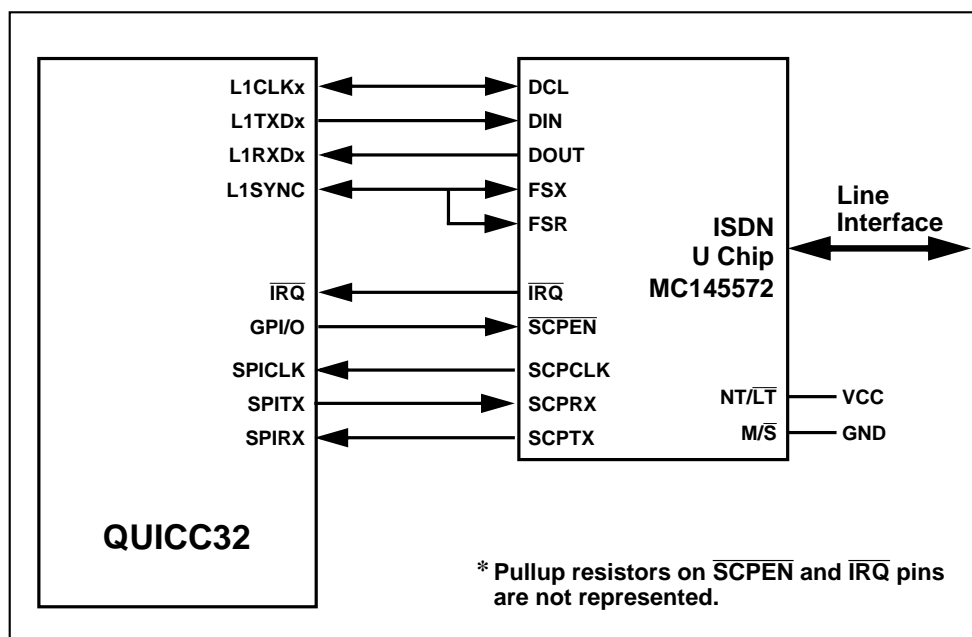 L1CLKx
DCL
L1TXDx
DIN
L1RXDx
DOUT
L1SYNC
FSX
FSR
ISDN
U Chip
MC145572
Line
Interface
IRQ
IRQ
GPI/O
SCPEN
SPICLK
SCPCLK
SPITX
SCPRX
SPIRX
SCPTX
NT/LT
VCC
M/S
GND
QUICC32
* Pullup resistors on SCPEN and IRQ pins
are not represented.